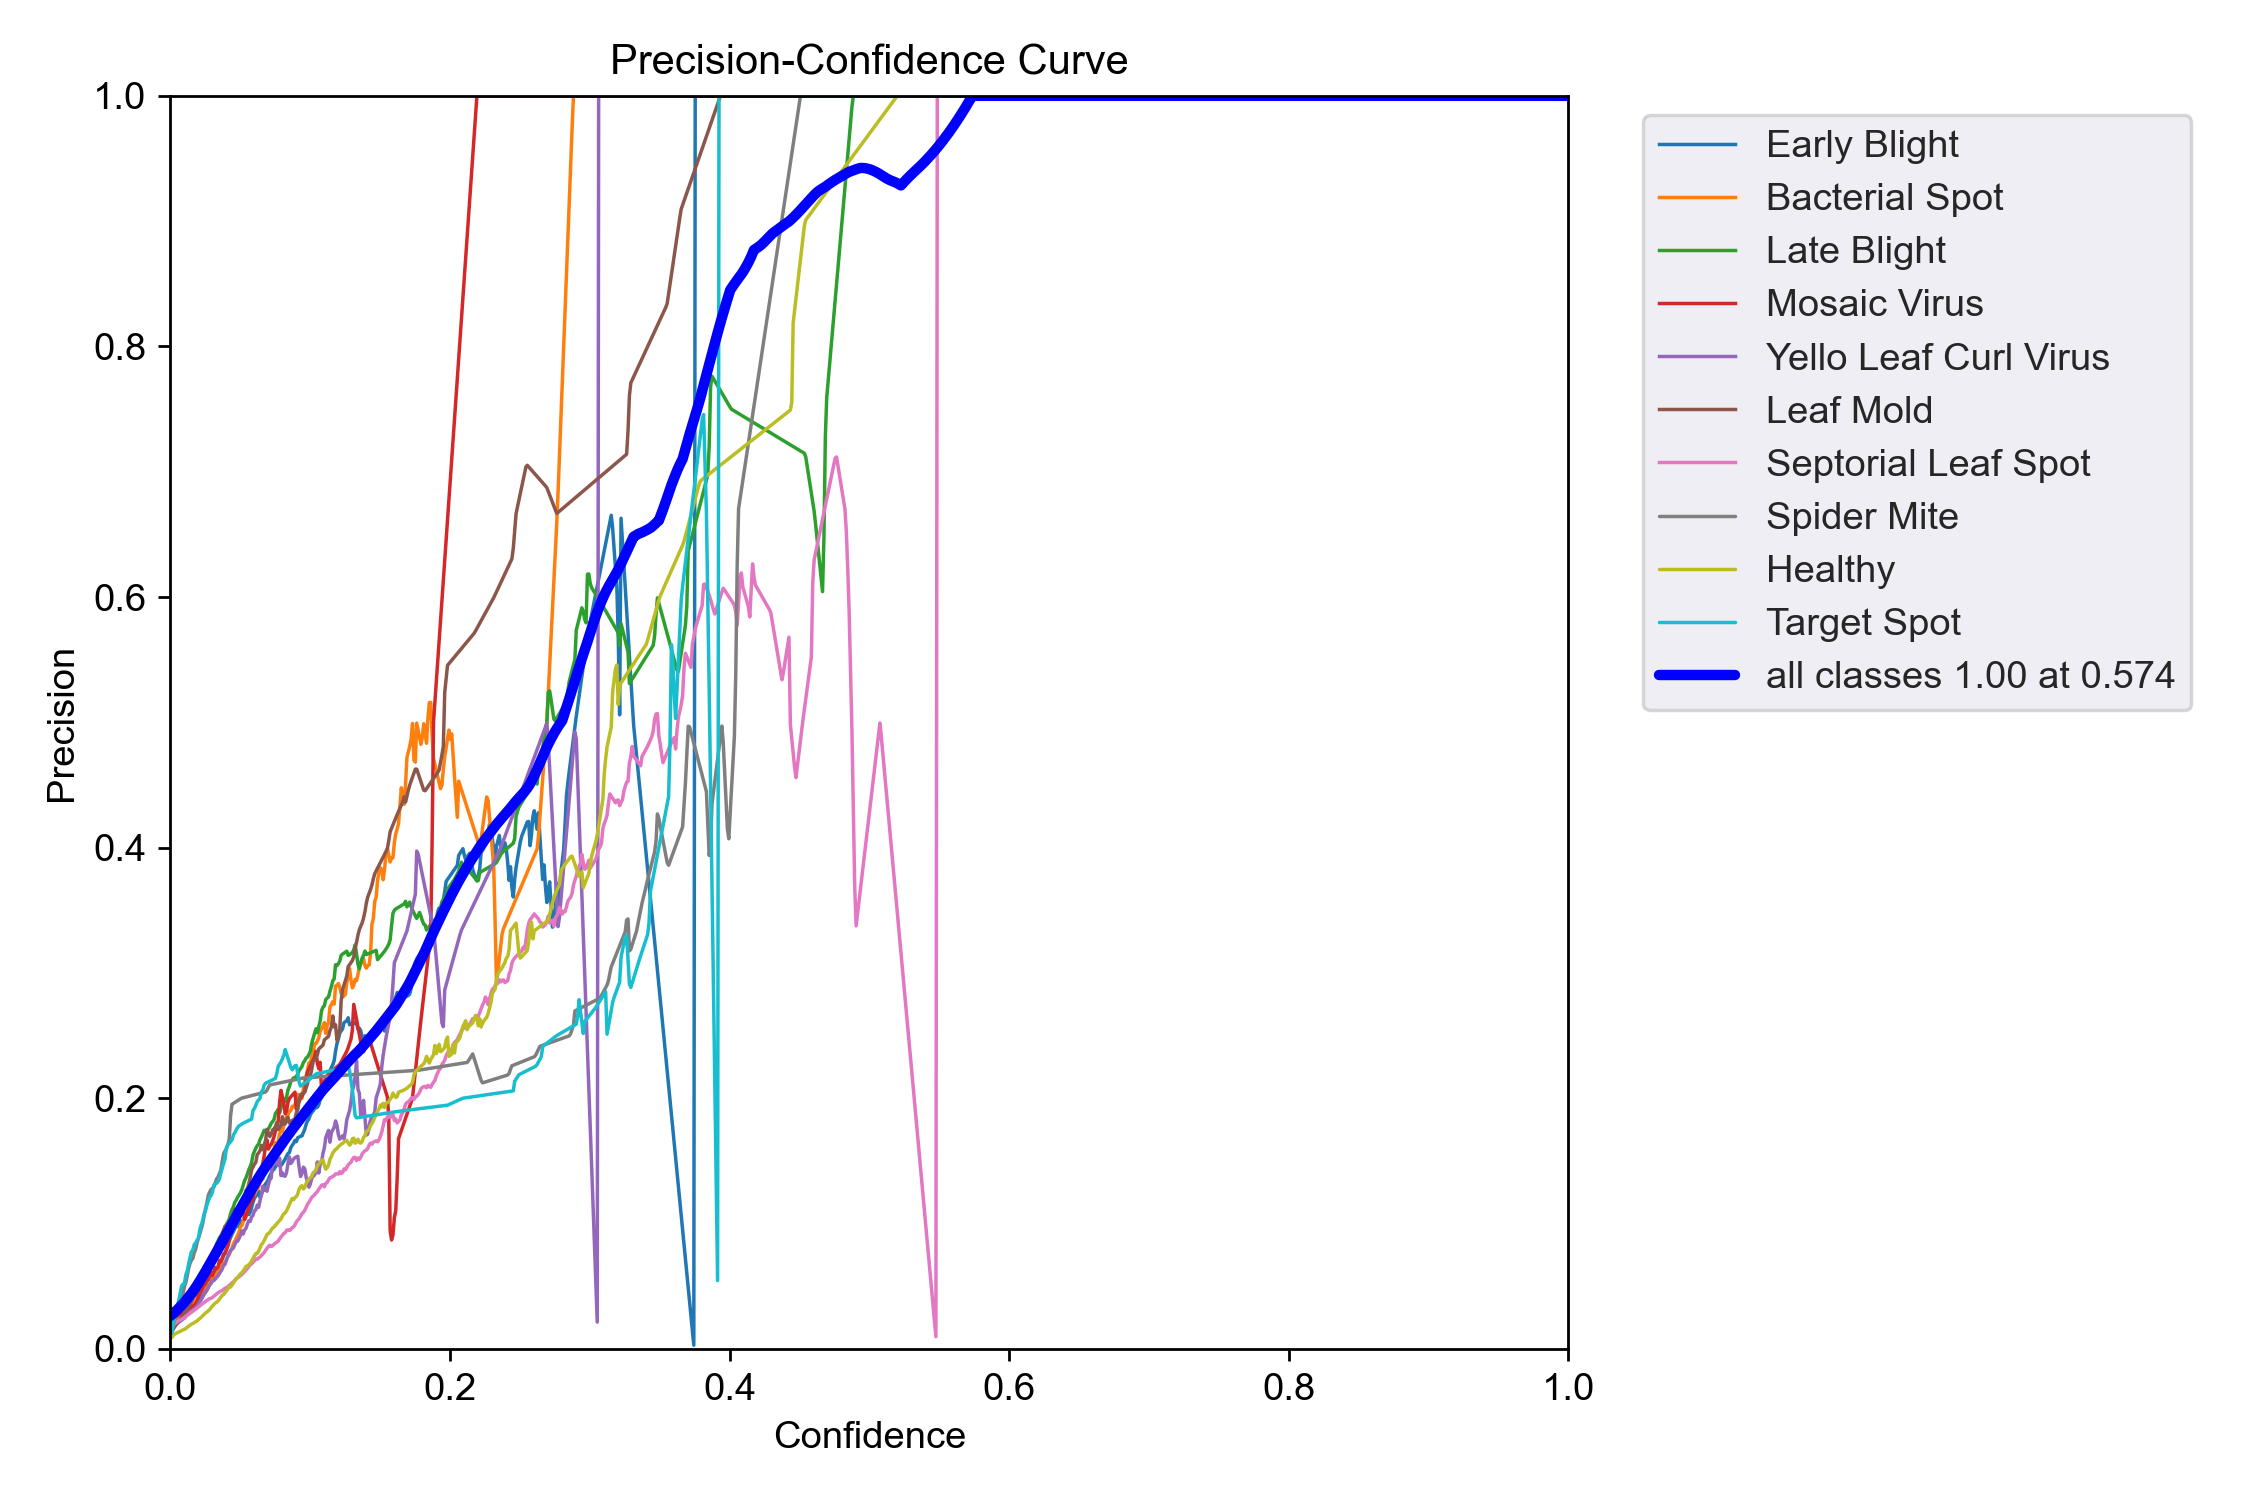 Precision-Confidence Curve
1.0
0.8
0.6
0.4
0.2
0.0
Precision
0.0 0.2 0.4 0.6 0.8 1.0
Confidence
Early Blight
Bacterial Spot
Late Blight
Mosaic Virus
Yello Leaf Curl Virus
Leaf Mold
Septorial Leaf Spot
Spider Mite
Healthy
Target Spot
all classes 1.00 at 0.574